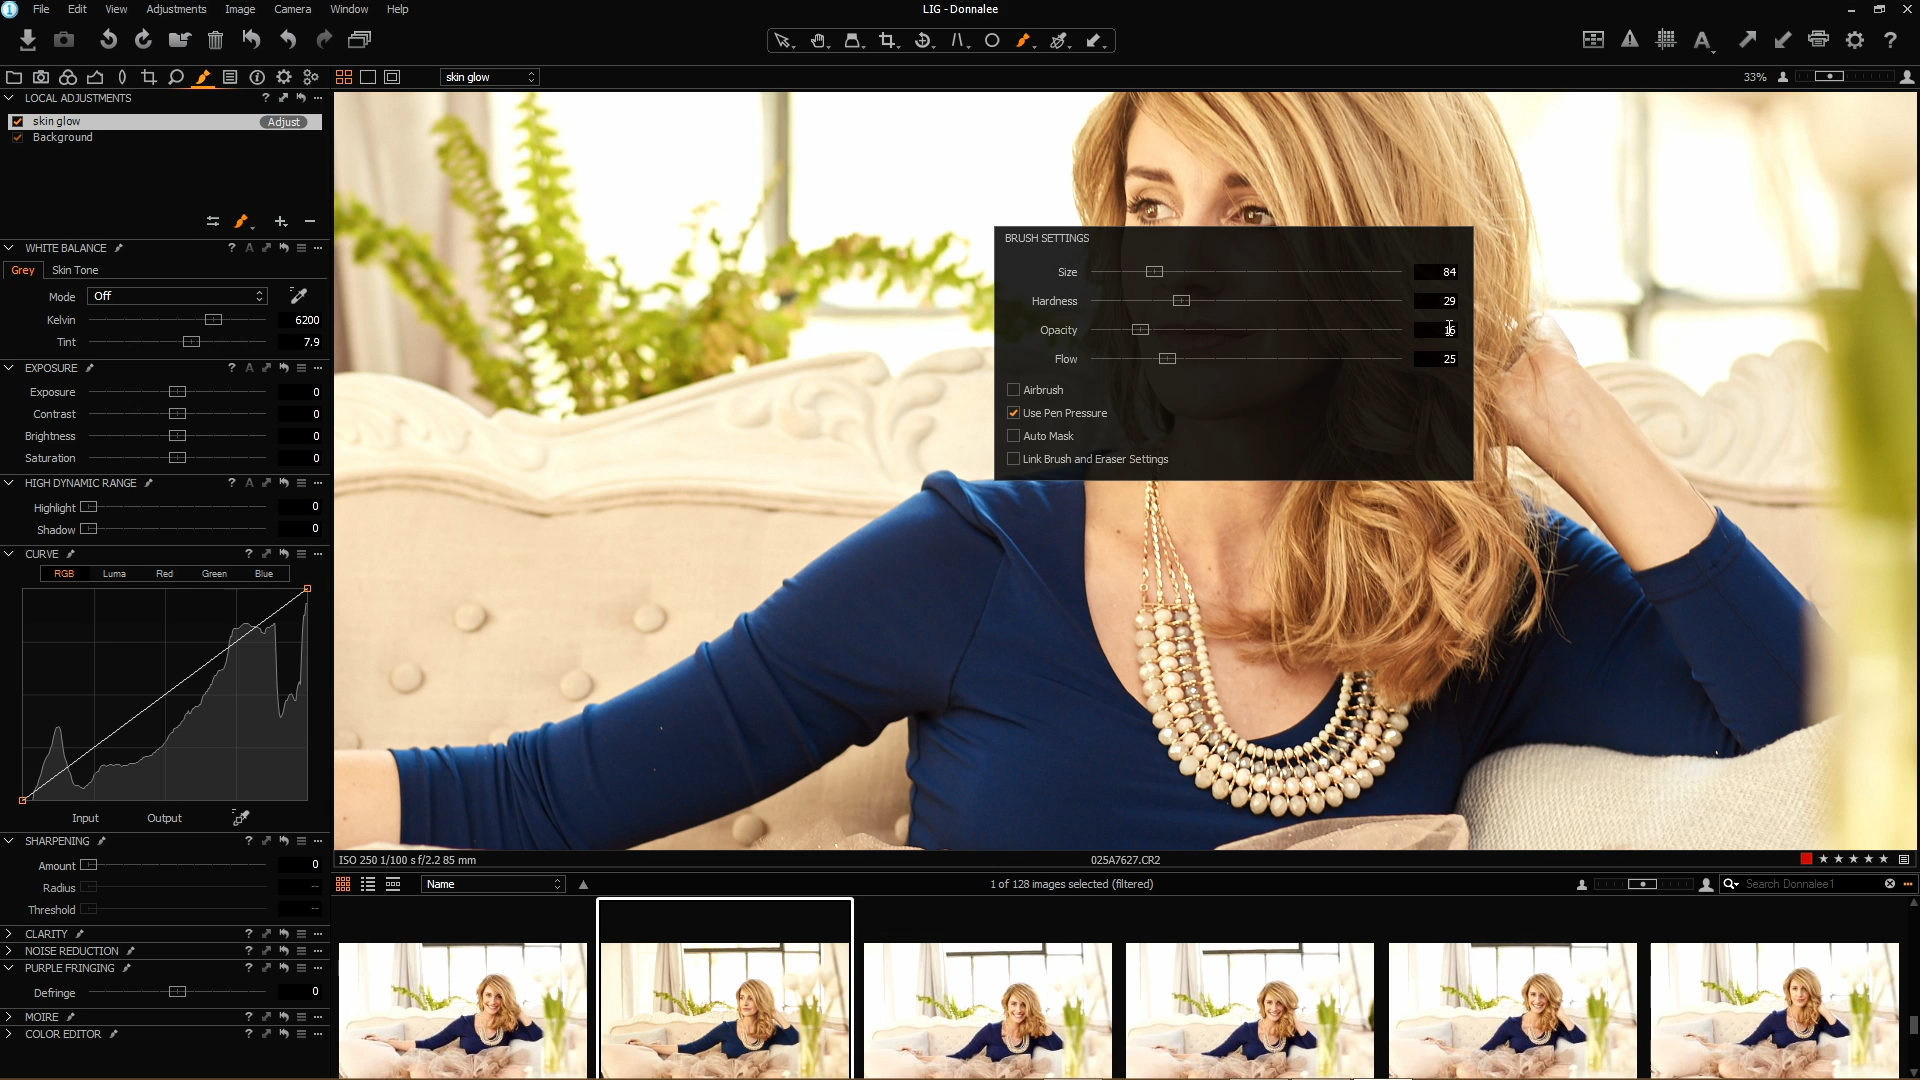 File Edit View Adjustments Image Camera Window Help
LIG - Donnalee
skin glow
33%
LOCAL ADJUSTMENTS
skin glow Adjust
Background
WHITE BALANCE
Grey Skin Tone
Mode Off
Kelvin 6200
Tint 7.9
EXPOSURE
Exposure 0
Contrast 0
Brightness 0
Saturation 0
HIGH DYNAMIC RANGE
Highlight 0
Shadow 0
CURVE
RGB Luma Red Green Blue
Input Output
SHARPENING
Amount 0
Radius --
Threshold --
CLARITY
NOISE REDUCTION
PURPLE FRINGING
Defringe 0
MOIRE
COLOR EDITOR
BRUSH SETTINGS
Size 84
Hardness 29
Opacity 16
Flow 25
Airbrush
Use Pen Pressure
Auto Mask
Link Brush and Eraser Settings
ISO 250 1/100 s f/2.2 85 mm
025A7627.CR2
Name
1 of 128 images selected (filtered)
Search Donnalee1